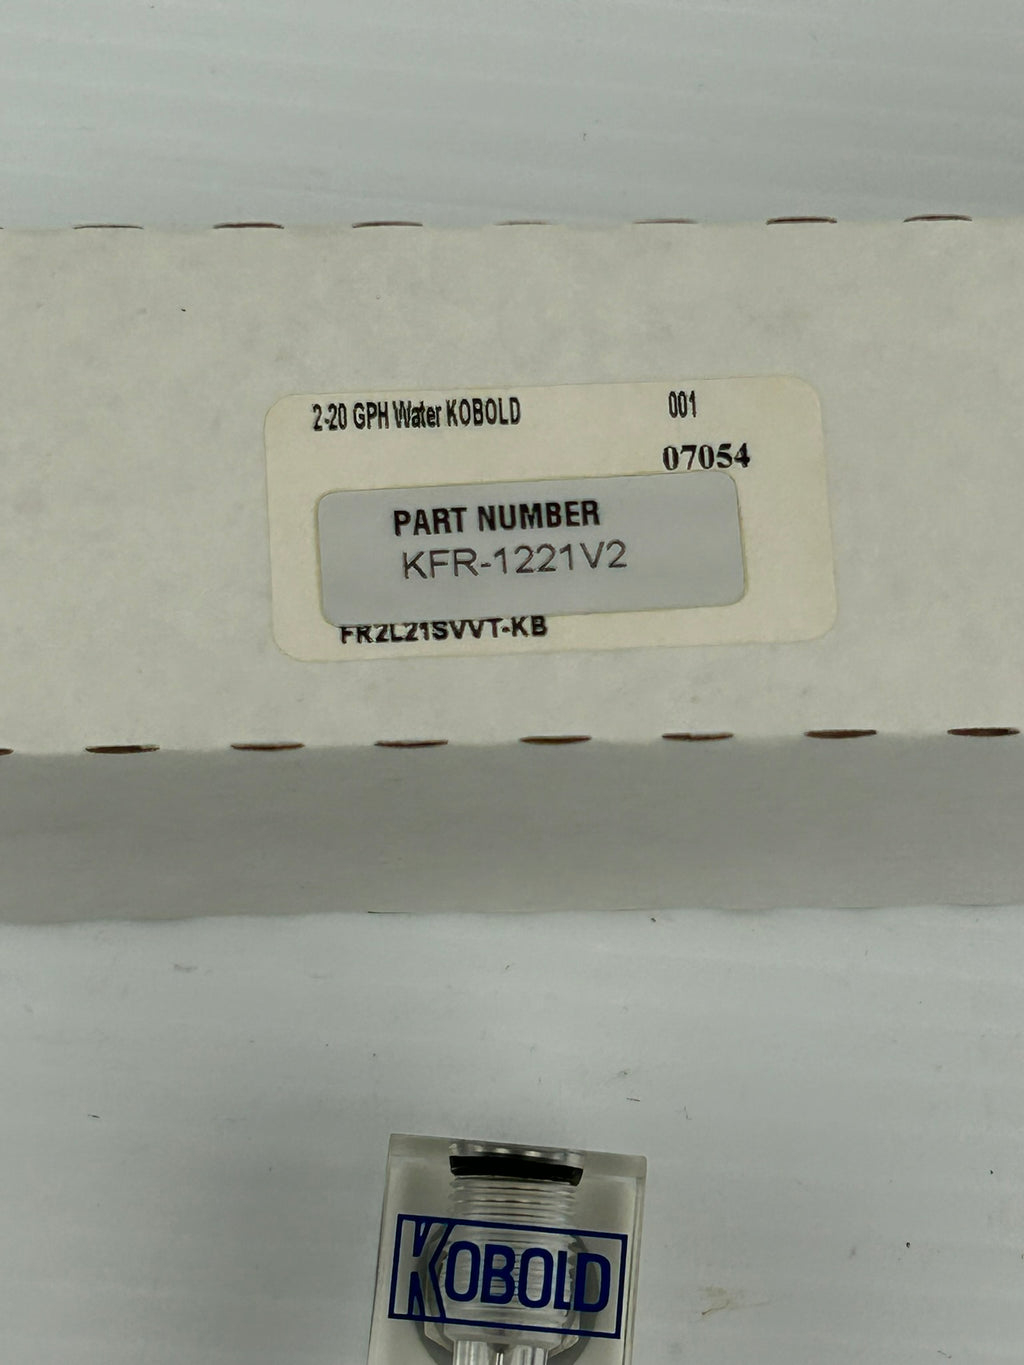 2-20 GPH Water KOBOLD 001
07054
PART NUMBER
KFR-1221V2
FR2L21SVVT-KB
KOBOLD